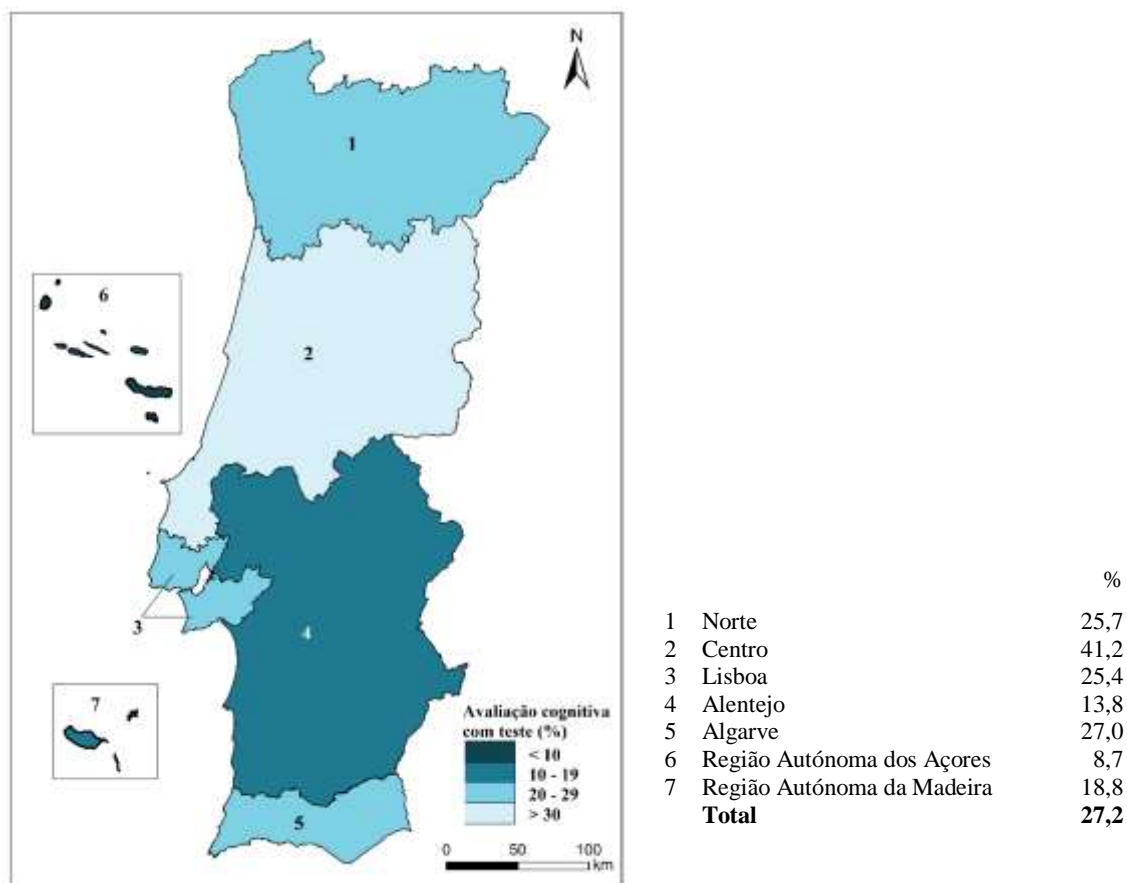 N
1
6
2
3
4
7
5
Avaliação cognitiva
com teste (%)
< 10
10 - 19
20 - 29
> 30
0 50 100
km
%
1 Norte 25,7
2 Centro 41,2
3 Lisboa 25,4
4 Alentejo 13,8
5 Algarve 27,0
6 Região Autónoma dos Açores 8,7
7 Região Autónoma da Madeira 18,8
Total 27,2